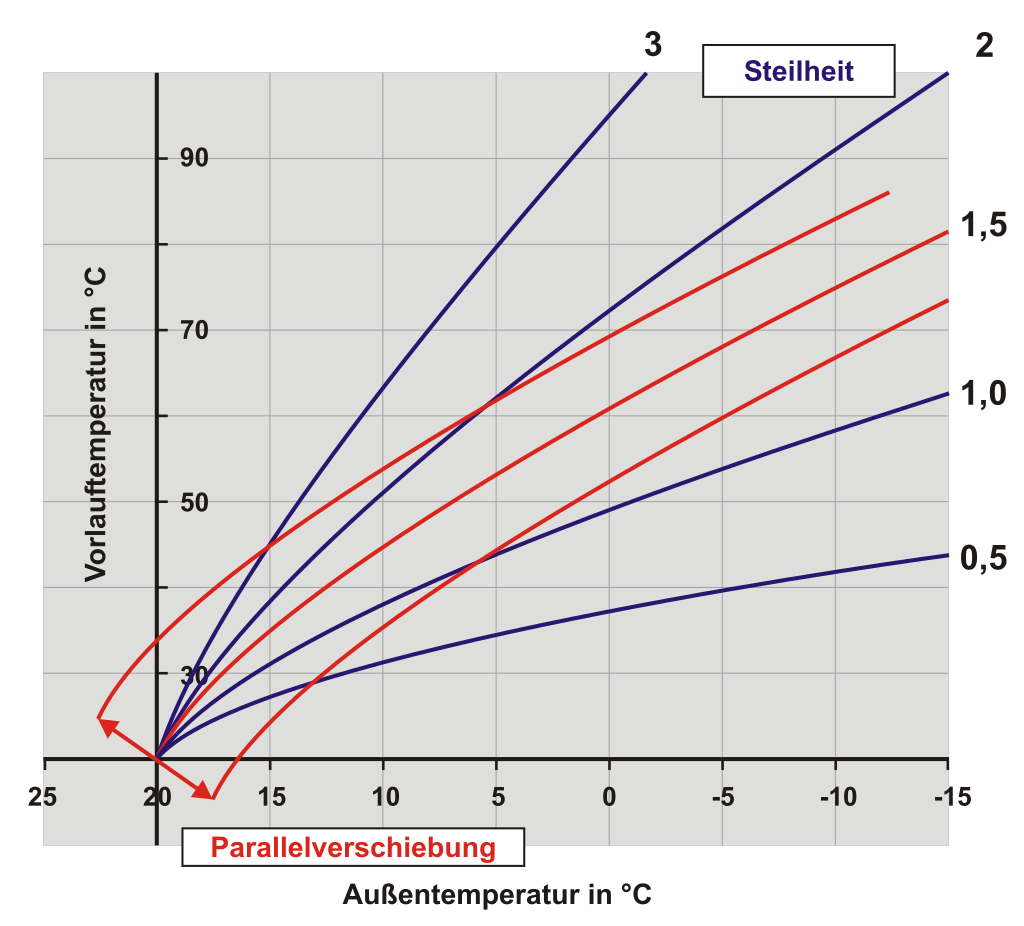 3
Steilheit
2
90
1,5
70
Vorlauftemperatur in °C
1,0
50
0,5
30
25 20 15 10 5 0 -5 -10 -15
Parallelverschiebung
Außentemperatur in °C